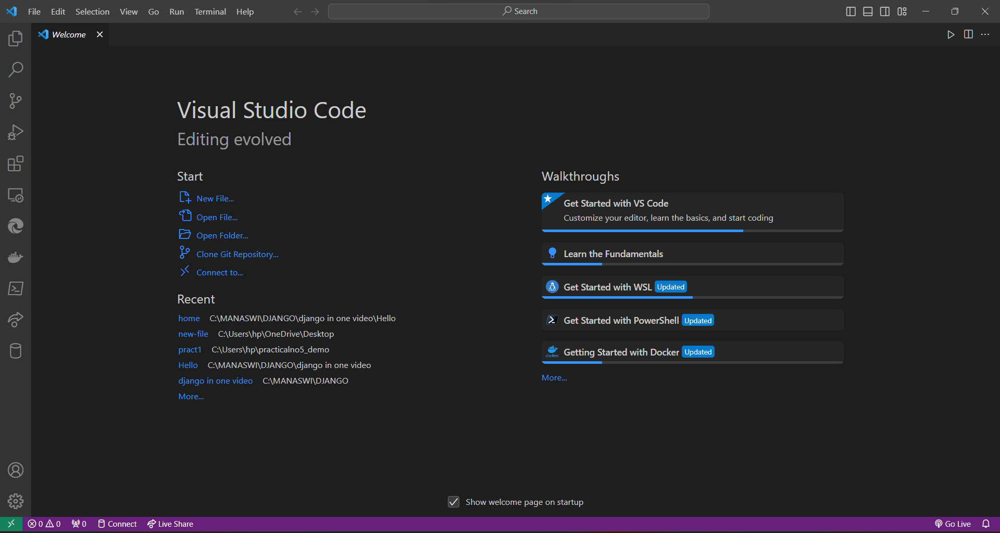 File Edit Selection View Go Run Terminal Help
Search
Welcome
Visual Studio Code
Editing evolved
Start
New File...
Open File...
Open Folder...
Clone Git Repository...
Connect to...
Recent
home C:\MANASWI\DJANGO\django in one video\Hello
new-file C:\Users\hp\OneDrive\Desktop
pract1 C:\Users\hp\practicalno5_demo
Hello C:\MANASWI\DJANGO\django in one video
django in one video C:\MANASWI\DJANGO
More...
Walkthroughs
Get Started with VS Code
Customize your editor, learn the basics, and start coding
Learn the Fundamentals
Get Started with WSL Updated
Get Started with PowerShell Updated
docker
Getting Started with Docker Updated
More...
Show welcome page on startup
0 0 0 Connect Live Share Go Live